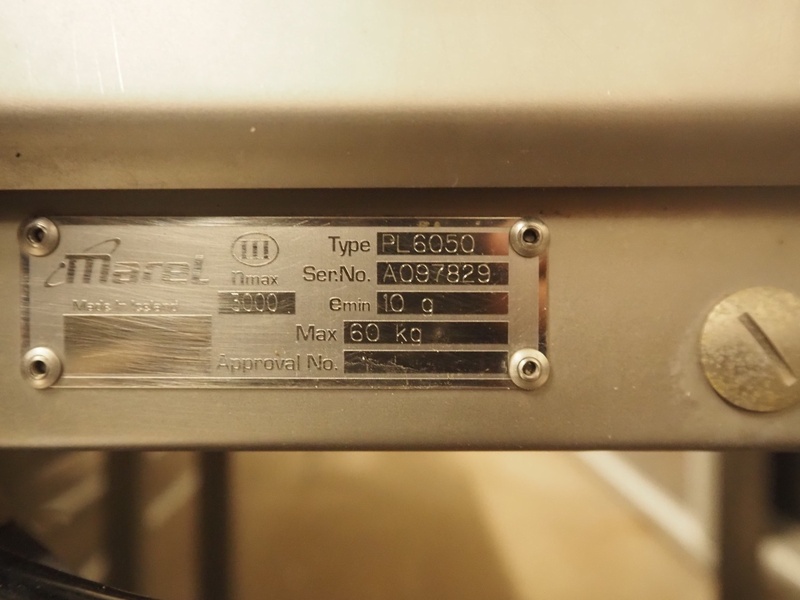 marel
Made in Iceland
III
nmax
3000
Type PL6050
Ser.No. A097829
emin 10 g
Max 60 kg
Approval No.